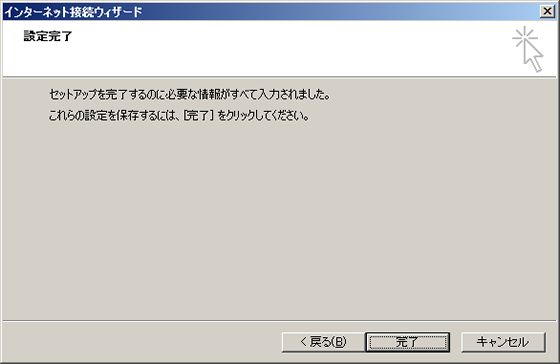 インターネット接続ウィザード
設定完了
セットアップを完了するのに必要な情報がすべて入力されました。
これらの設定を保存するには、[完了] をクリックしてください。
< 戻る(B)
完了
キャンセル